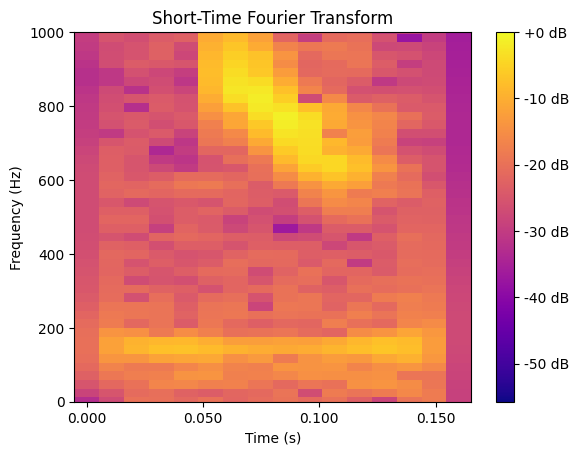 Short-Time Fourier Transform
1000
800
600
400
200
0
Frequency (Hz)
0.000
0.050
0.100
0.150
Time (s)
+0 dB
-10 dB
-20 dB
-30 dB
-40 dB
-50 dB